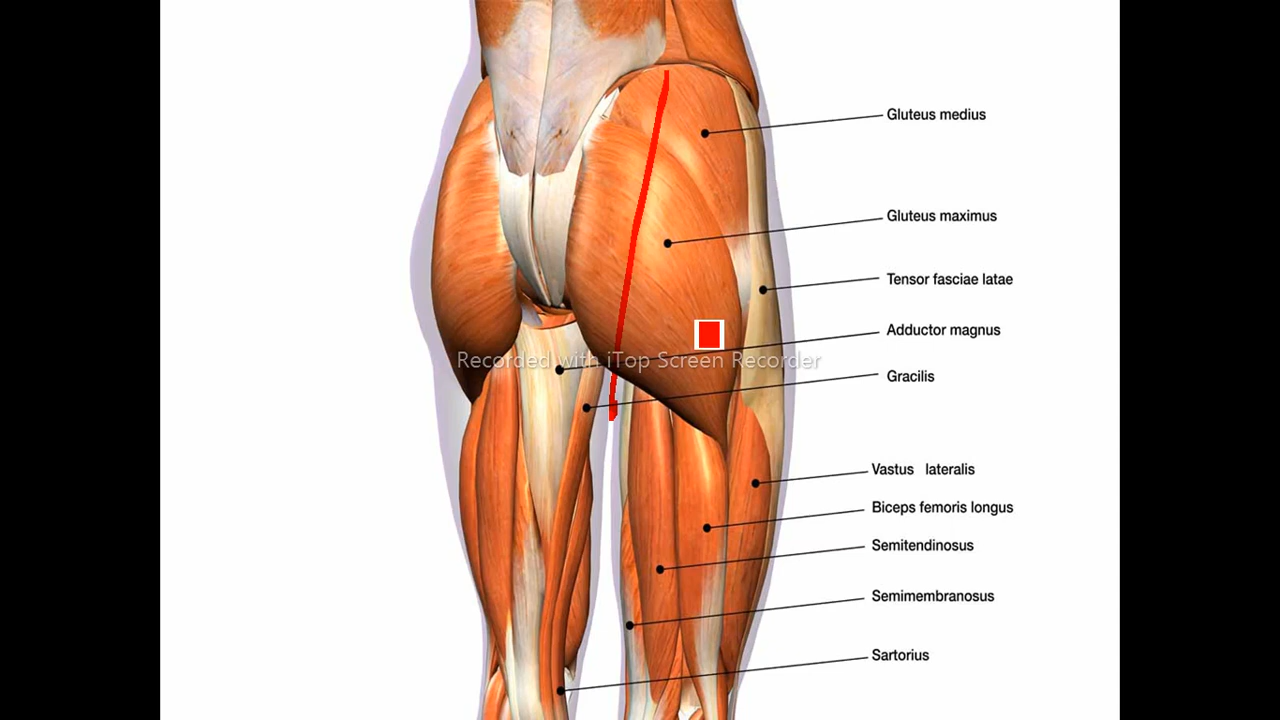 Gluteus medius
Gluteus maximus
Tensor fasciae latae
Adductor magnus
Recorded with iTop Screen Recorder
Gracilis
Vastus lateralis
Biceps femoris longus
Semitendinosus
Semimembranosus
Sartorius